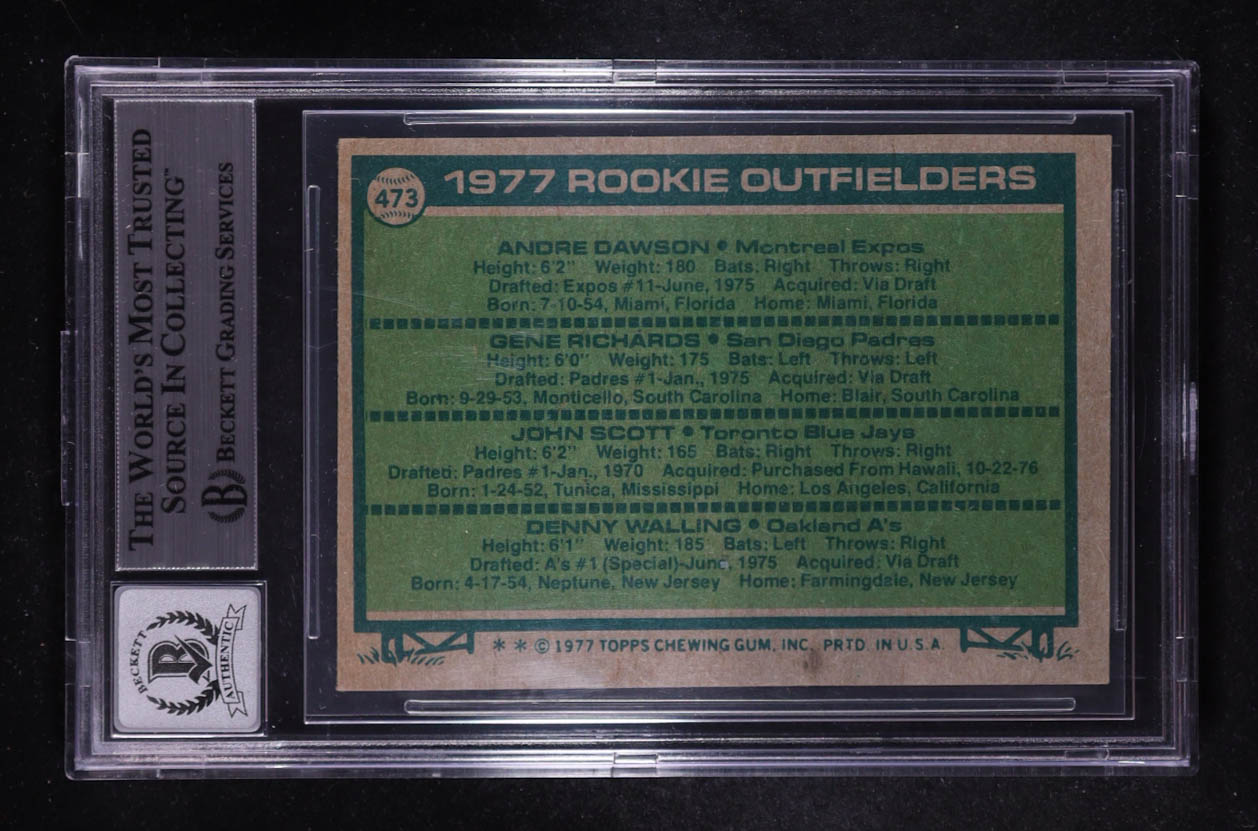 THE WORLD'S MOST TRUSTED
SOURCE IN COLLECTING™
B BECKETT GRADING SERVICES
BECKETT
B
AUTHENTIC
473
1977 ROOKIE OUTFIELDERS
ANDRE DAWSON • Montreal Expos
Height: 6'2" Weight: 180 Bats: Right Throws: Right
Drafted: Expos #11-June, 1975 Acquired: Via Draft
Born: 7-10-54, Miami, Florida Home: Miami, Florida
GENE RICHARDS • San Diego Padres
Height: 6'0" Weight: 175 Bats: Left Throws: Left
Drafted: Padres #1-Jan., 1975 Acquired: Via Draft
Born: 9-29-53, Monticello, South Carolina Home: Blair, South Carolina
JOHN SCOTT • Toronto Blue Jays
Height: 6'2" Weight: 165 Bats: Right Throws: Right
Drafted: Padres #1-Jan., 1970 Acquired: Purchased From Hawaii, 10-22-76
Born: 1-24-52, Tunica, Mississippi Home: Los Angeles, California
DENNY WALLING • Oakland A's
Height: 6'1" Weight: 185 Bats: Left Throws: Right
Drafted: A's #1 (Special)-June, 1975 Acquired: Via Draft
Born: 4-17-54, Neptune, New Jersey Home: Farmingdale, New Jersey
* * © 1977 TOPPS CHEWING GUM, INC. PRTD. IN U.S.A.